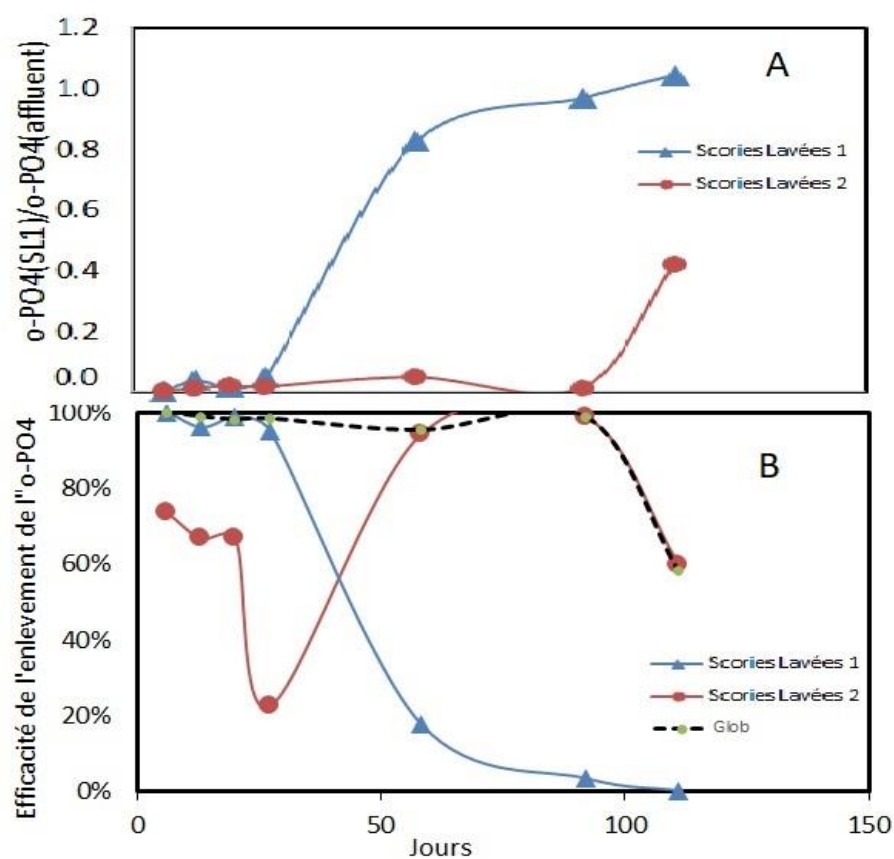 1.2
1.0
0.8
0.6
0.4
0.2
0.0
o-PO4(SL1)/o-PO4(affluent)
A
Scories Lavées 1
Scories Lavées 2
100%
80%
60%
40%
20%
0%
Efficacité de l'enlevement de l"o-PO4
B
Scories Lavées 1
Scories Lavées 2
Glob
0 50 100 150
Jours